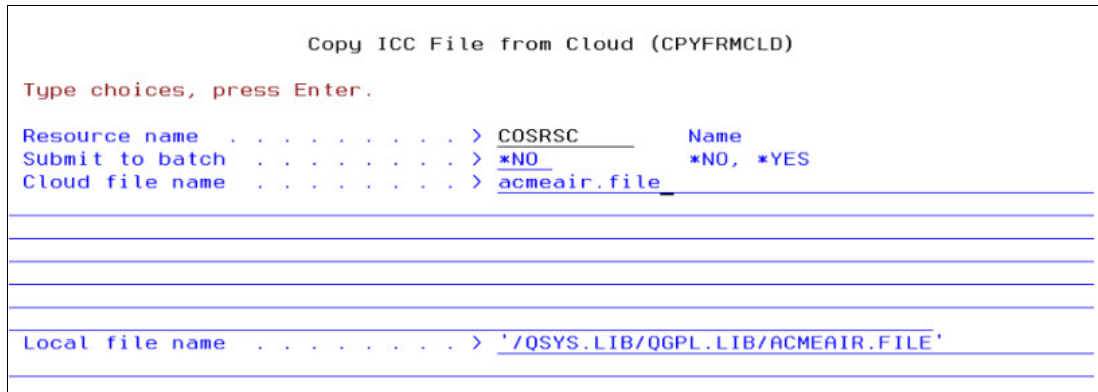 Copy ICC File from Cloud (CPYFRMCLD)
Type choices, press Enter.
Resource name . . . . . . . . . > COSRSC Name
Submit to batch . . . . . . . . > *NO *NO, *YES
Cloud file name . . . . . . . . > acmeair.file
Local file name . . . . . . . . > '/QSYS.LIB/QGPL.LIB/ACMEAIR.FILE'